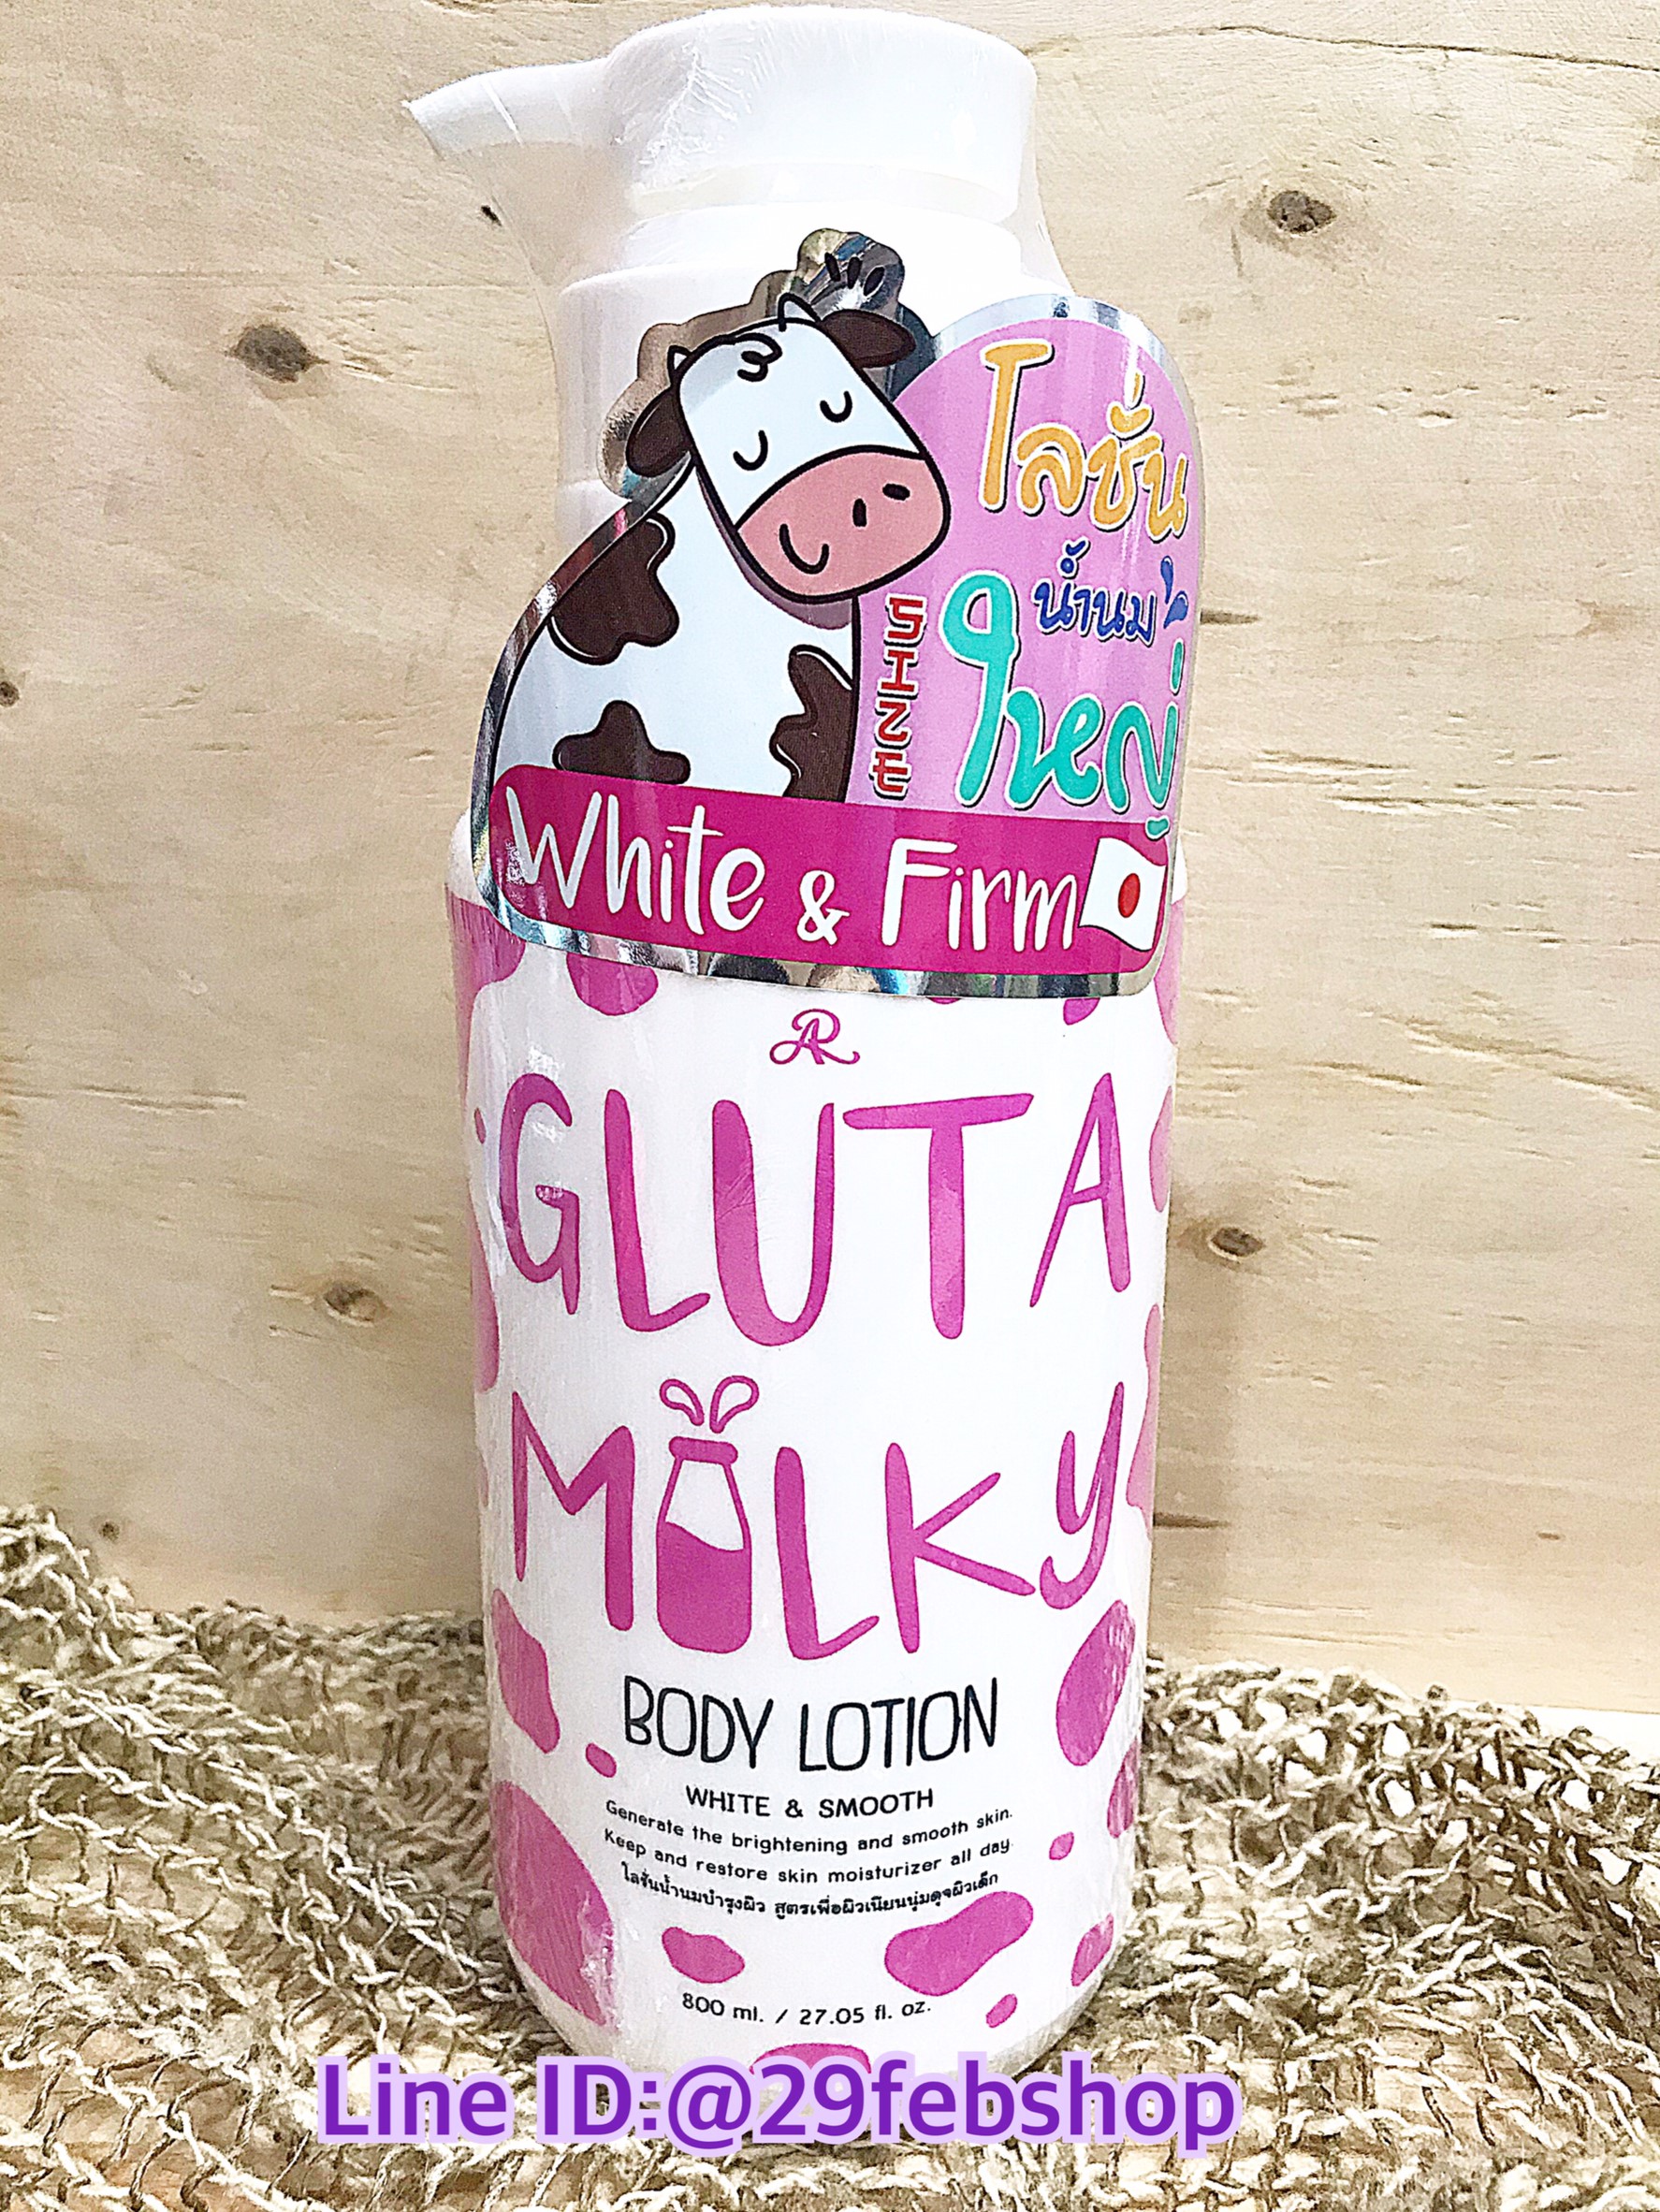 โลชั่น
น้ำนม
SIZE
ใหญ่
White & Firm
AR
GLUTA
MILKY
BODY LOTION
WHITE & SMOOTH
Generate the brightening and smooth skin.
Keep and restore skin moisturizer all day.
โลชั่นน้ำนมบำรุงผิว สูตรเพื่อผิวเนียนนุ่มดุจผิวเด็ก
800 ml. / 27.05 fl. oz.
Line ID:@29febshop